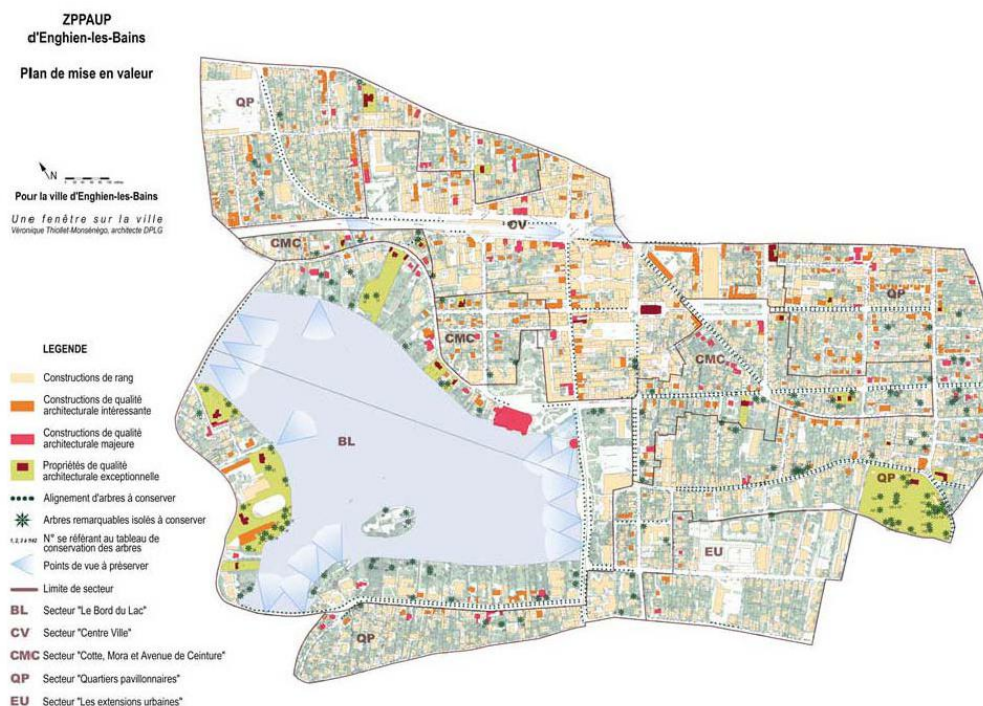 ZPPAUP
d'Enghien-les-Bains
Plan de mise en valeur
N
Pour la ville d'Enghien-les-Bains
Une fenêtre sur la ville
Véronique Thiollet-Monsénégo, architecte DPLG
LEGENDE
Constructions de rang
Constructions de qualité
architecturale intéressante
Constructions de qualité
architecturale majeure
Propriétés de qualité
architecturale exceptionnelle
Alignement d'arbres à conserver
Arbres remarquables isolés à conserver
N° se référant au tableau de
conservation des arbres
Points de vue à préserver
Limite de secteur
BL Secteur "Le Bord du Lac"
CV Secteur "Centre Ville"
CMC Secteur "Cotte, Mora et Avenue de Ceinture"
QP Secteur "Quartiers pavillonnaires"
EU Secteur "Les extensions urbaines"
QP
CV
CMC
QP
CMC
CMC
BL
QP
EU
QP